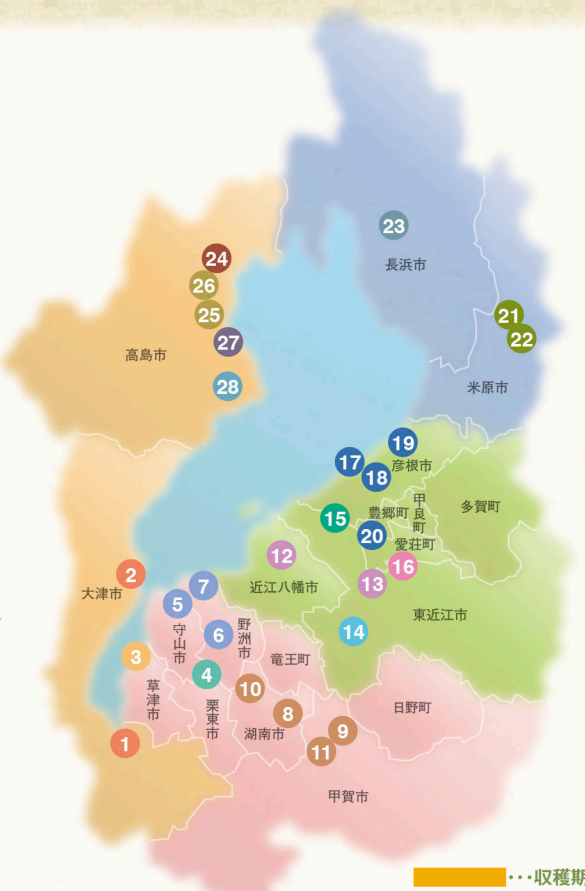 23
長浜市
24
26
25
27
28
高島市
21
22
米原市
19
17
彦根市
18
多賀町
甲良町
豊郷町
15
20
愛荘町
12
16
13
近江八幡市
東近江市
2
大津市
7
5
守山市
6
野洲市
14
3
竜王町
4
草津市
栗東市
10
8
湖南市
日野町
9
11
1
甲賀市
…収穫期